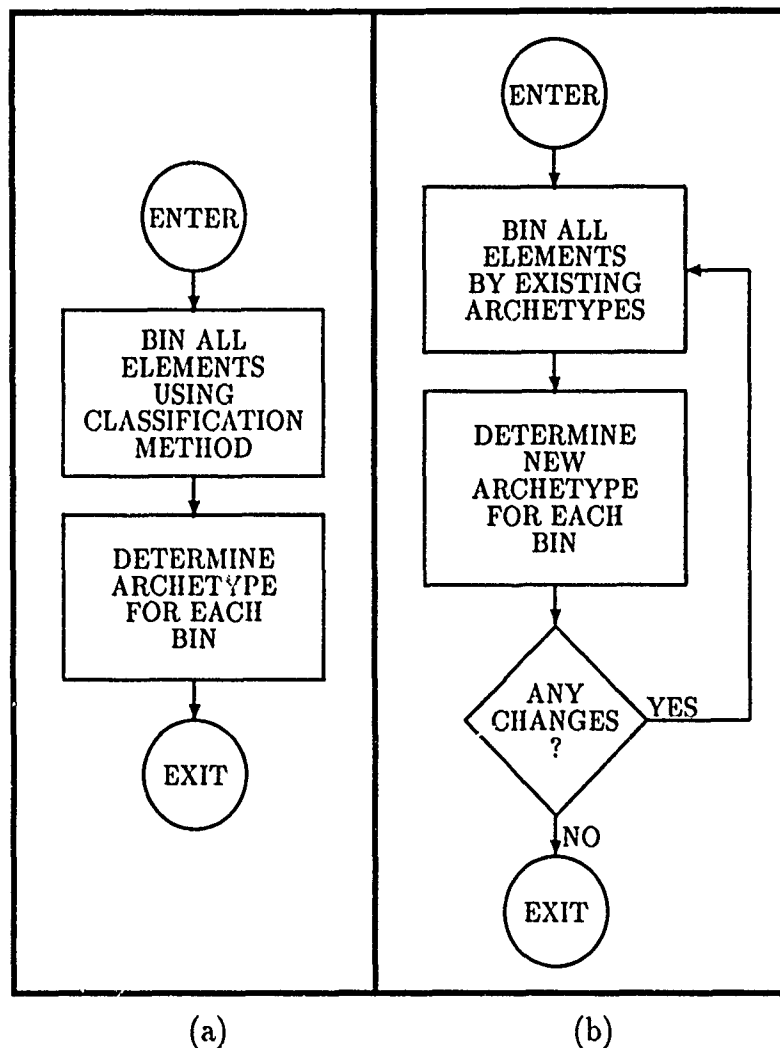 ENTER
BIN ALL
ELEMENTS
USING
CLASSIFICATION
METHOD
DETERMINE
ARCHETYPE
FOR EACH
BIN
EXIT
(a)
ENTER
BIN ALL
ELEMENTS
BY EXISTING
ARCHETYPES
DETERMINE
NEW
ARCHETYPE
FOR EACH
BIN
ANY
CHANGES
?
YES
NO
EXIT
(b)